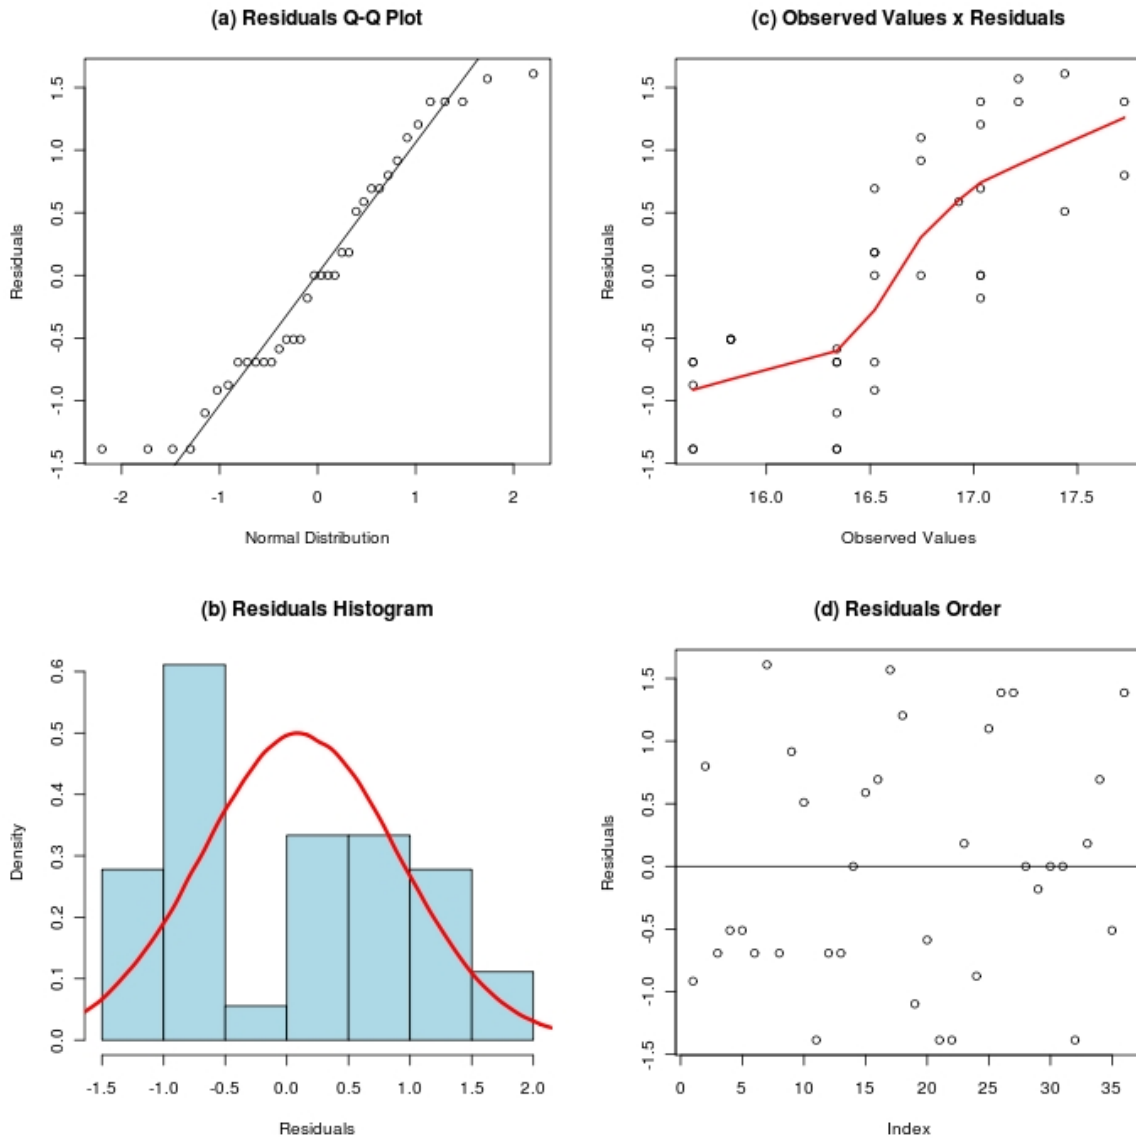 (a) Residuals Q-Q Plot
Residuals
1.5
1.0
0.5
0.0
-0.5
-1.0
-1.5
-2 -1 0 1 2
Normal Distribution
(c) Observed Values x Residuals
Residuals
1.5
1.0
0.5
0.0
-0.5
-1.0
-1.5
16.0 16.5 17.0 17.5
Observed Values
(b) Residuals Histogram
Density
0.6
0.5
0.4
0.3
0.2
0.1
0.0
-1.5 -1.0 -0.5 0.0 0.5 1.0 1.5 2.0
Residuals
(d) Residuals Order
Residuals
1.5
1.0
0.5
0.0
-0.5
-1.0
-1.5
0 5 10 15 20 25 30 35
Index